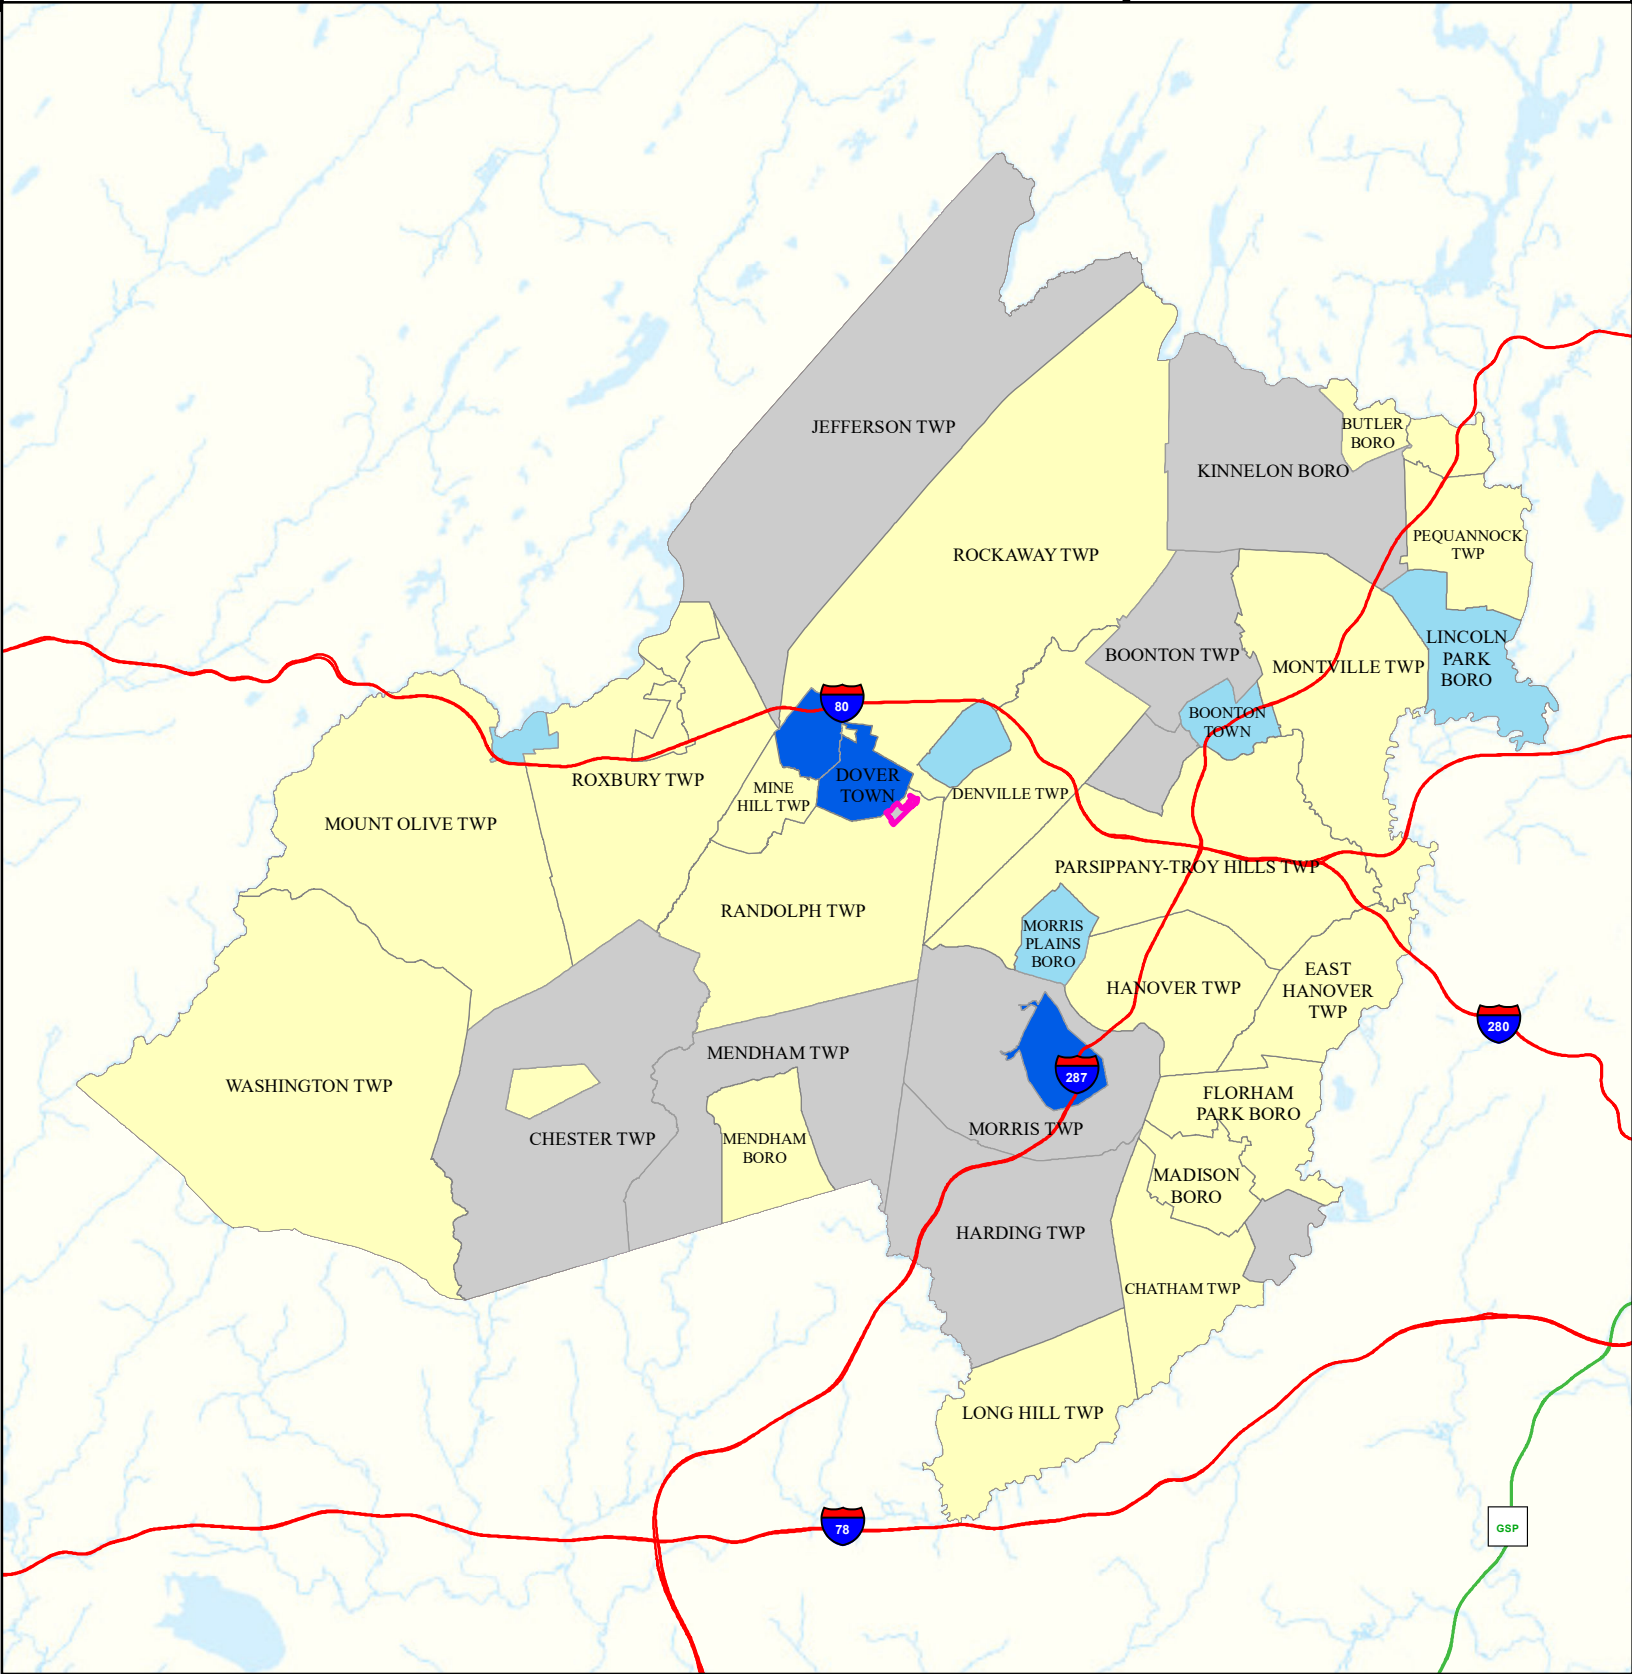 JEFFERSON TWP
BUTLER
BORO
KINNELON BORO
PEQUANNOCK
TWP
ROCKAWAY TWP
LINCOLN
PARK
BORO
BOONTON TWP
MONTVILLE TWP
80
BOONTON
TOWN
DOVER
TOWN
ROXBURY TWP
MINE
HILL TWP
DENVILLE TWP
MOUNT OLIVE TWP
PARSIPPANY-TROY HILLS TWP
RANDOLPH TWP
MORRIS
PLAINS
BORO
EAST
HANOVER
TWP
HANOVER TWP
280
MENDHAM TWP
287
WASHINGTON TWP
FLORHAM
PARK BORO
MORRIS TWP
CHESTER TWP
MENDHAM
BORO
MADISON
BORO
HARDING TWP
CHATHAM TWP
LONG HILL TWP
78
GSP